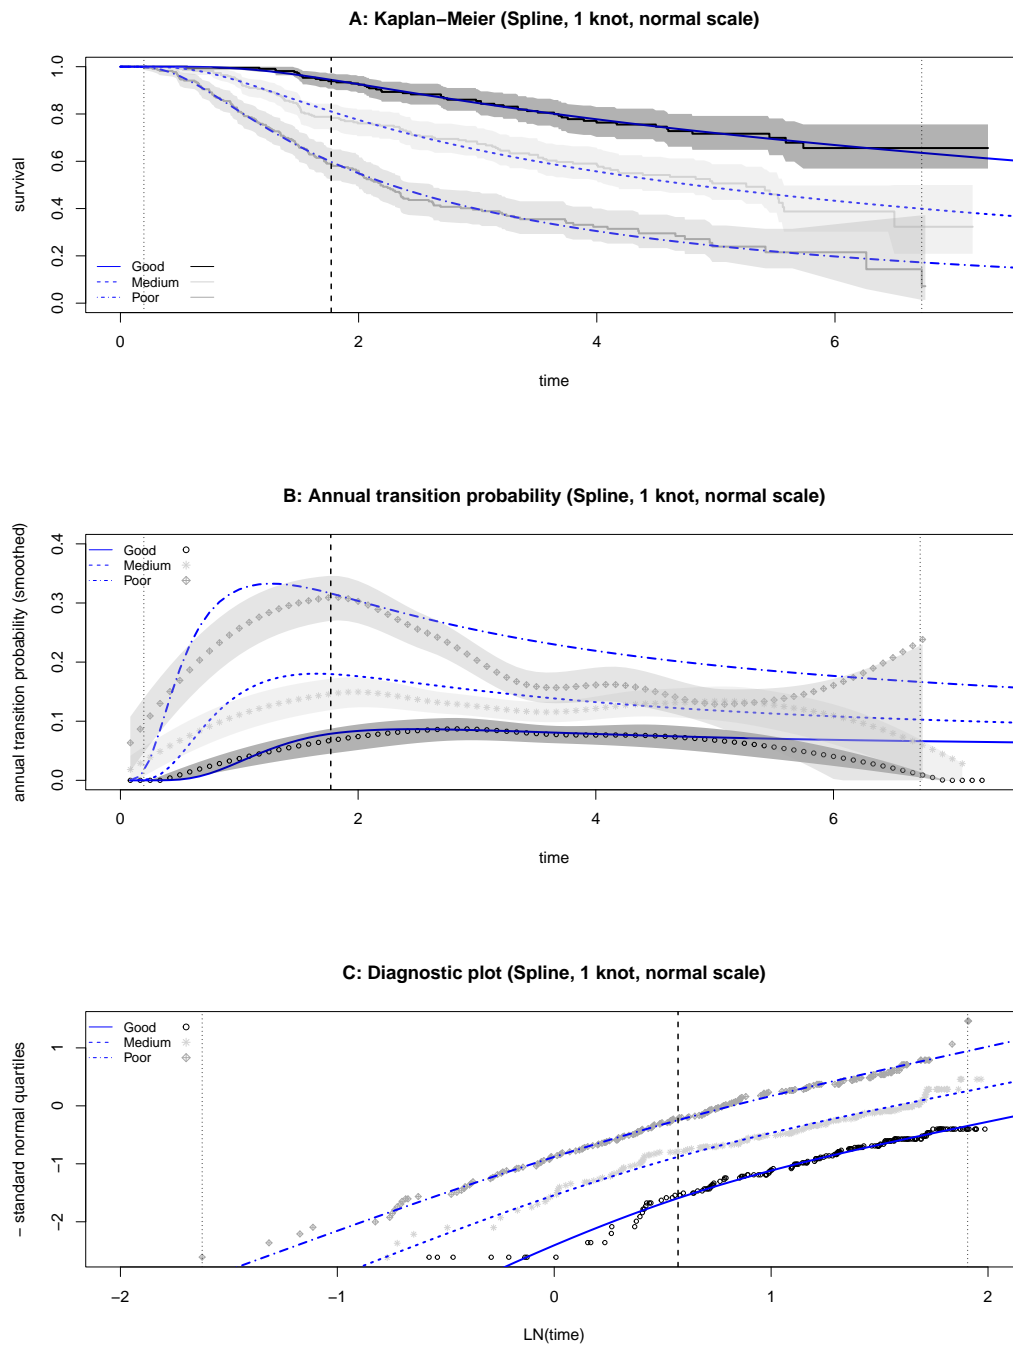 A: Kaplan−Meier (Spline, 1 knot, normal scale)
survival
1.0
0.8
0.6
0.4
0.2
0.0
Good
Medium
Poor
0 2 4 6
time
B: Annual transition probability (Spline, 1 knot, normal scale)
annual transition probability (smoothed)
0.4
0.3
0.2
0.1
0.0
Good
Medium
Poor
0 2 4 6
time
C: Diagnostic plot (Spline, 1 knot, normal scale)
− standard normal quartiles
1
0
−1
−2
Good
Medium
Poor
−2 −1 0 1 2
LN(time)